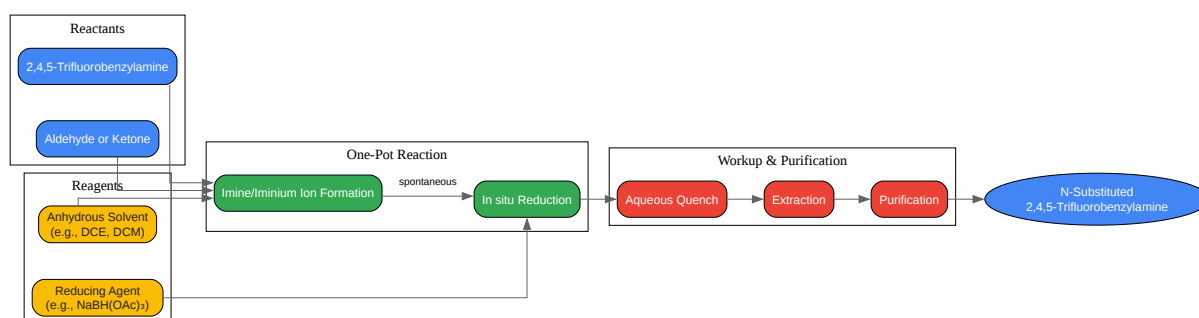 Reactants
2,4,5-Trifluorobenzylamine
Aldehyde or Ketone
Reagents
Anhydrous Solvent
(e.g., DCE, DCM)
Reducing Agent
(e.g., NaBH(OAc)₃)
One-Pot Reaction
Imine/Iminium Ion Formation
spontaneous
In situ Reduction
Workup & Purification
Aqueous Quench
Extraction
Purification
N-Substituted
2,4,5-Trifluorobenzylamine